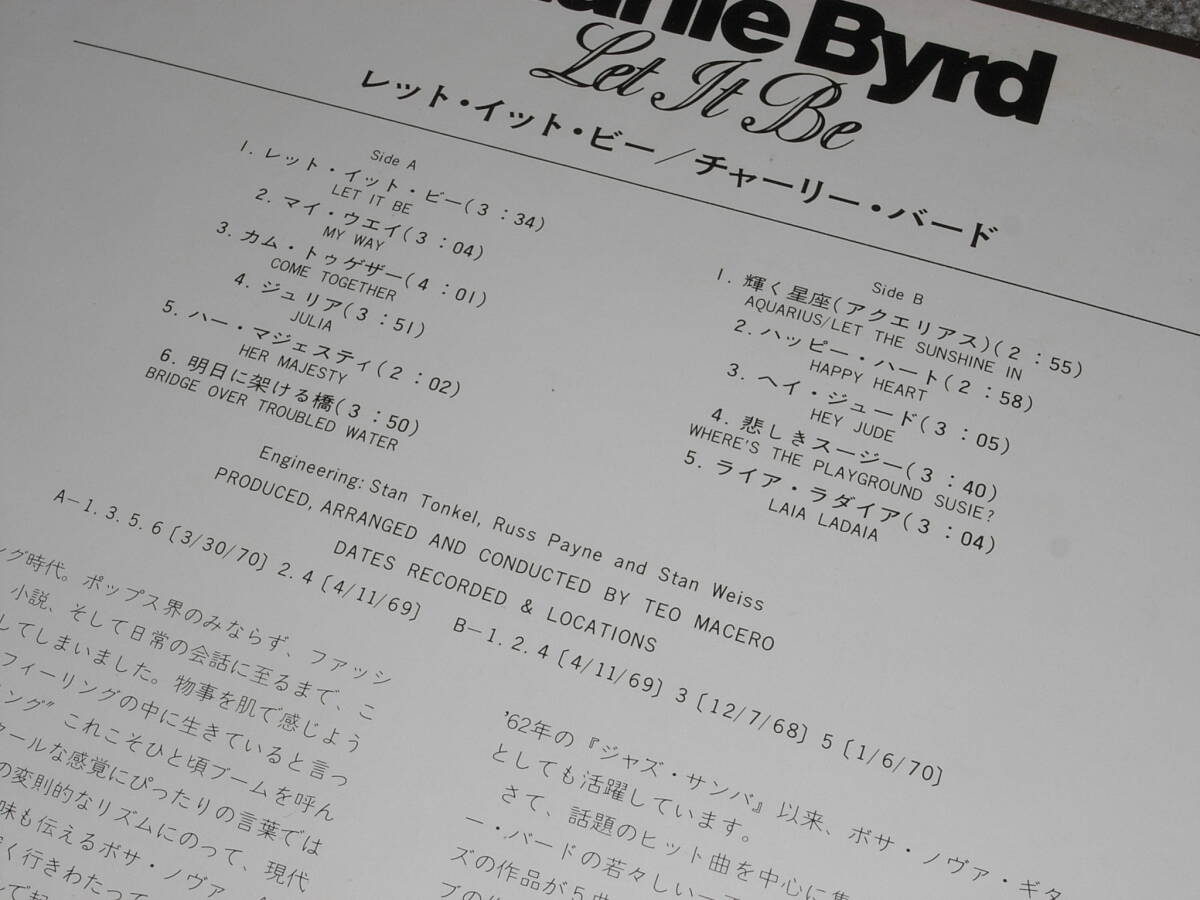 Byrd
Let It Be
レット・イット・ビー/チャーリー・バード
Side A
1. レット・イット・ビー(3:34)
LET IT BE
2. マイ・ウエイ(3:04)
MY WAY
3. カム・トゥゲザー(4:01)
COME TOGETHER
4. ジュリア(3:51)
JULIA
5. ハー・マジェスティ(2:02)
HER MAJESTY
6. 明日に架ける橋(3:50)
BRIDGE OVER TROUBLED WATER
Side B
1. 輝く星座(アクエリアス)(2:55)
AQUARIUS/LET THE SUNSHINE IN
2. ハッピー・ハート(2:58)
HAPPY HEART
3. ヘイ・ジュード(3:05)
HEY JUDE
4. 悲しきスージー(3:40)
WHERE'S THE PLAYGROUND SUSIE?
5. ライア・ラダイア(3:04)
LAIA LADAIA
Engineering: Stan Tonkel, Russ Payne and Stan Weiss
PRODUCED, ARRANGED AND CONDUCTED BY TEO MACERO
DATES RECORDED & LOCATIONS
A-1. 3. 5. 6 [3/30/70] 2. 4 [4/11/69] B-1. 2. 4 [4/11/69] 3 [12/7/68] 5 [1/6/70]
ング時代。ポップス界のみならず、ファッシ
小説、そして日常の会話に至るまで、こ
してしまいました。物事を肌で感じよう
フィーリングの中に生きていると言っ
ング"これこそひと頃ブームを呼ん
クールな感覚にぴったりの言葉では
の変則的なリズムにのって、現代
味も伝えるボサ・ノヴァ
く行きわたって
'62年の『ジャズ・サンバ』以来、ボサ・ノヴァ・ギタ
としても活躍しています。
さて、話題のヒット曲を中心に集
ー・バードの若々しい
ズの作品が5曲